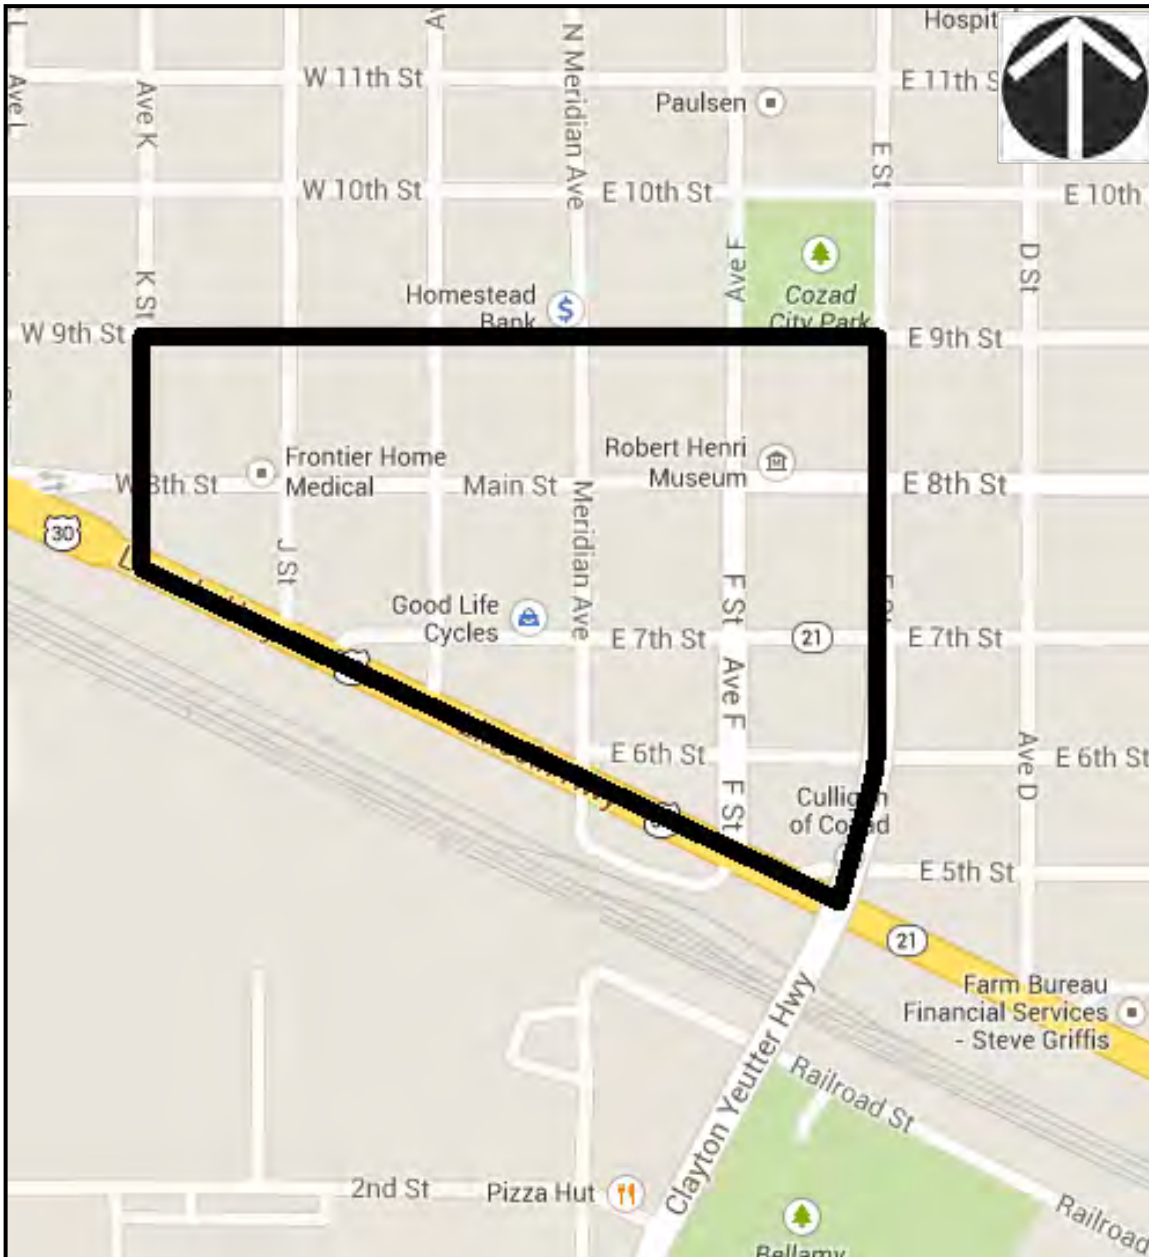 Hospit
W 11th St
E 11th S
Paulsen
Ave L
Ave K
N Meridian Ave
E St
W 10th St
E 10th St
E 10th
K St
Ave F
D St
Homestead
Bank
Cozad
City Park
W 9th St
E 9th St
Frontier Home
Medical
Robert Henri
Museum
W 8th St
Main St
E 8th St
30
J St
Meridian Ave
F St
Good Life
Cycles
E 7th St
21
E 7th St
Ave F
E 6th St
E 6th St
Ave D
F St
Culligan
of Cozad
E 5th St
21
Farm Bureau
Financial Services
- Steve Griffis
Clayton Yeutter Hwy
Railroad St
2nd St
Pizza Hut
Railroad
Bellamy